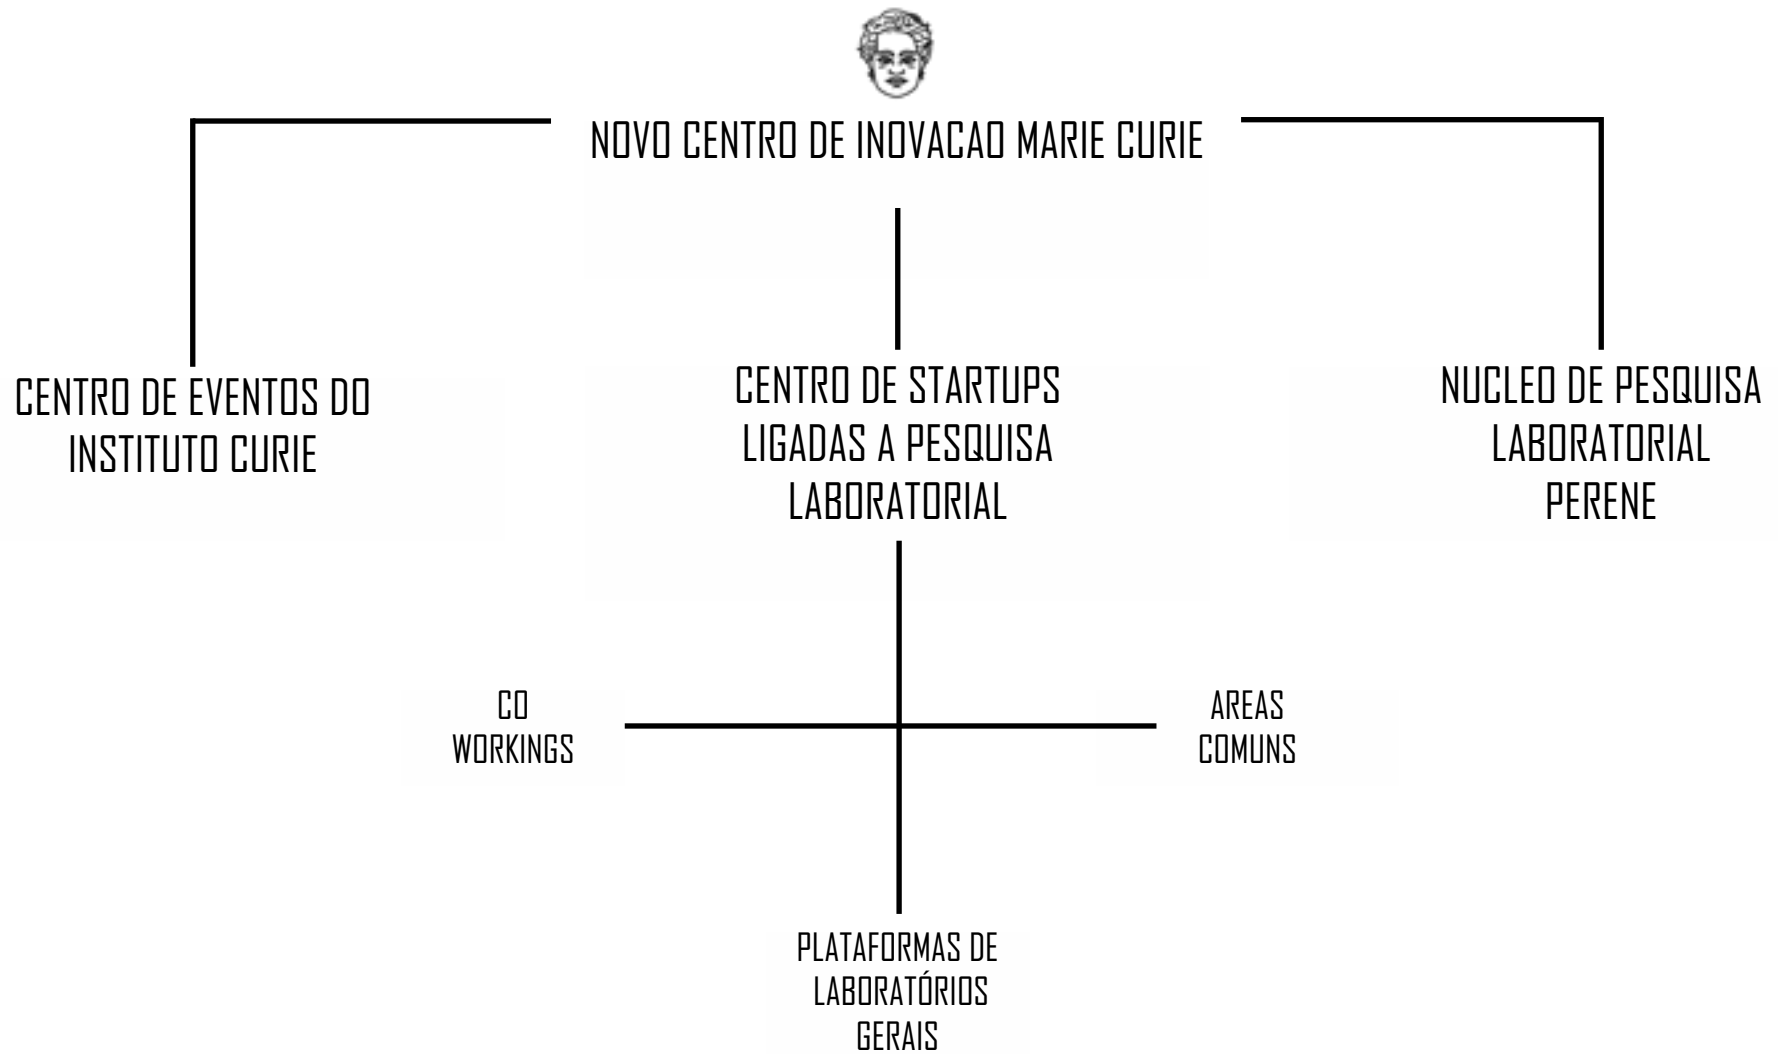 NOVO CENTRO DE INOVACAO MARIE CURIE
CENTRO DE EVENTOS DO
INSTITUTO CURIE
CENTRO DE STARTUPS
LIGADAS A PESQUISA
LABORATORIAL
NUCLEO DE PESQUISA
LABORATORIAL
PERENE
CO
WORKINGS
AREAS
COMUNS
PLATAFORMAS DE
LABORATÓRIOS
GERAIS